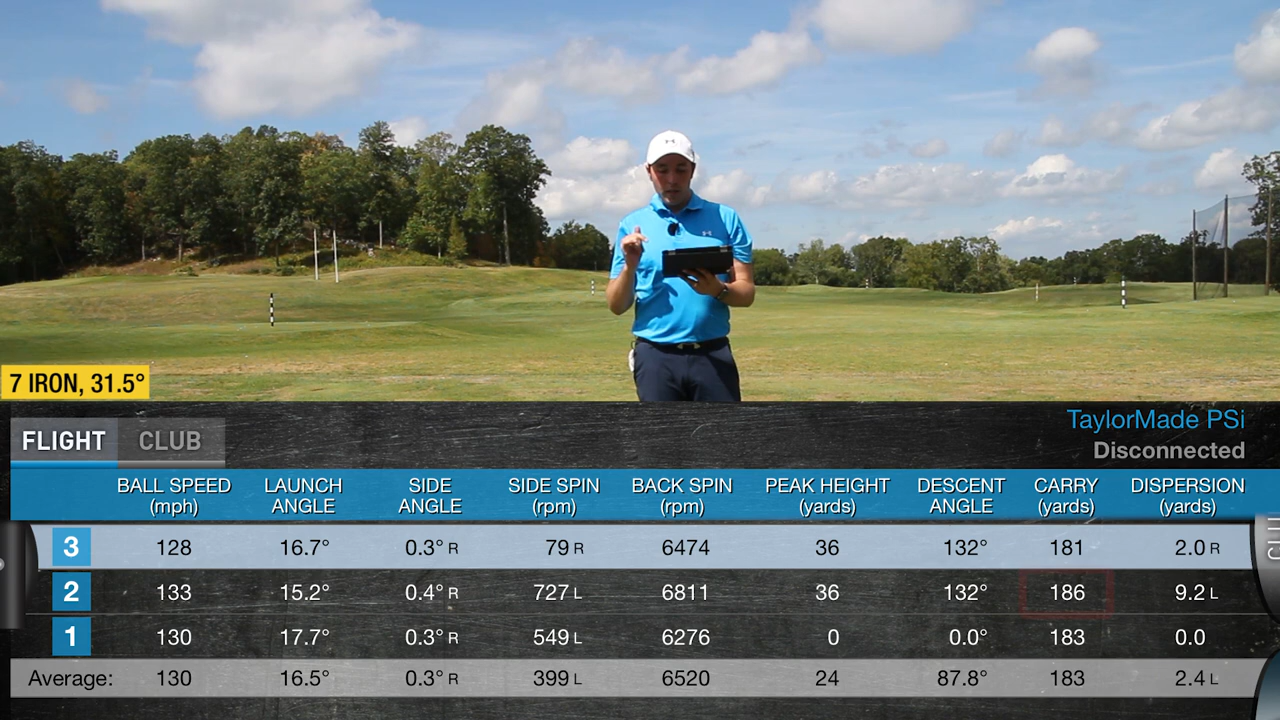 7 IRON, 31.5°
TaylorMade PSi
FLIGHT CLUB
Disconnected
BALL SPEED (mph) LAUNCH ANGLE SIDE ANGLE SIDE SPIN (rpm) BACK SPIN (rpm) PEAK HEIGHT (yards) DESCENT ANGLE CARRY (yards) DISPERSION (yards)
3 128 16.7° 0.3° R 79 R 6474 36 132° 181 2.0 R
2 133 15.2° 0.4° R 727 L 6811 36 132° 186 9.2 L
1 130 17.7° 0.3° R 549 L 6276 0 0.0° 183 0.0
Average: 130 16.5° 0.3° R 399 L 6520 24 87.8° 183 2.4 L